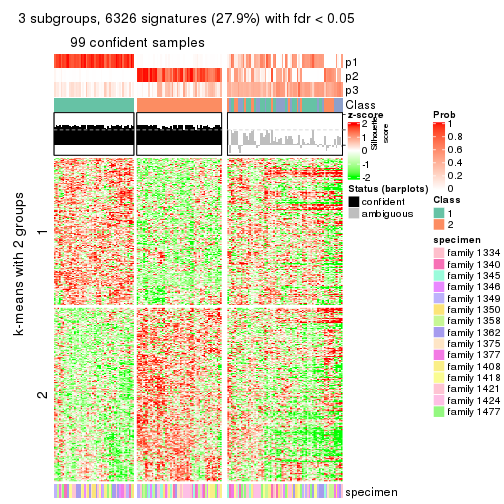 3 subgroups, 6326 signatures (27.9%) with fdr < 0.05
99 confident samples
p1
p2
p3
Class
z-score
2
1
0
-1
-2
Silhouette
score
Prob
1
0.8
0.6
0.4
0.2
0
Status (barplots)
confident
ambiguous
Class
1
2
k-means with 2 groups
1
2
specimen
family 1334
family 1340
family 1345
family 1346
family 1349
family 1350
family 1358
family 1362
family 1375
family 1377
family 1408
family 1418
family 1421
family 1424
family 1477
specimen